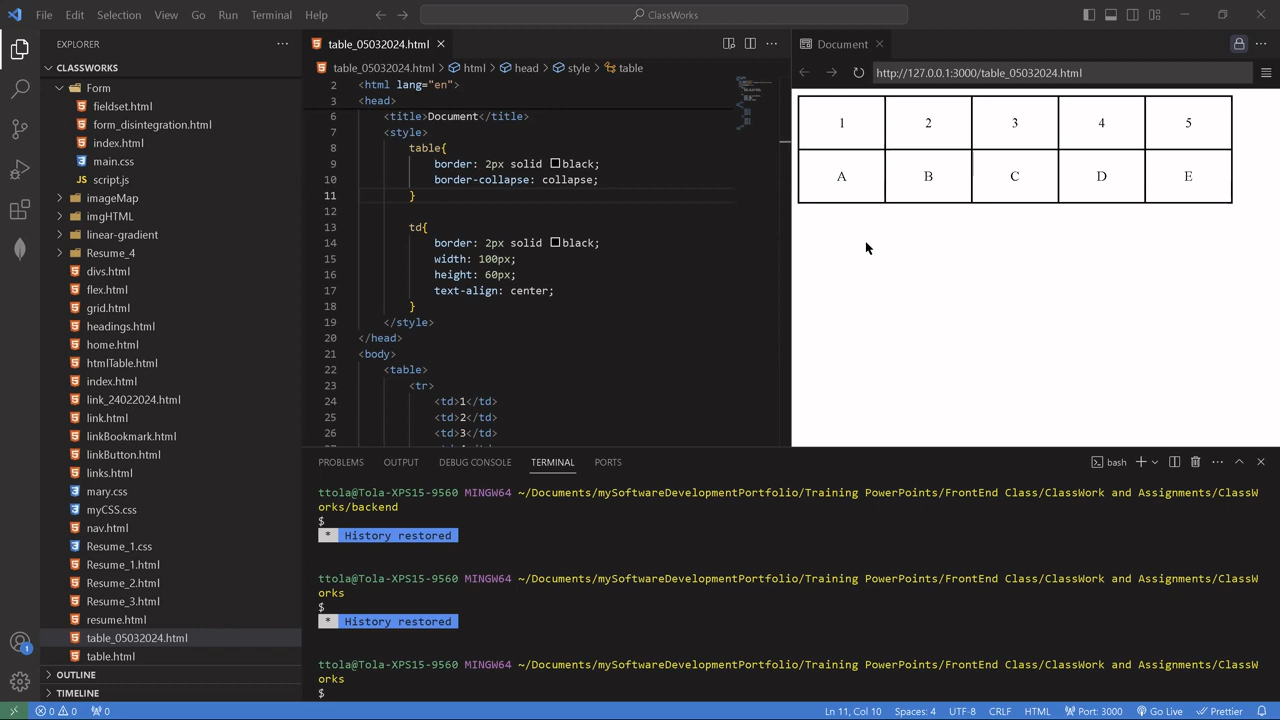 File Edit Selection View Go Run Terminal Help
ClassWorks
EXPLORER
CLASSWORKS
Form
fieldset.html
form_disintegration.html
index.html
main.css
script.js
imageMap
imgHTML
linear-gradient
Resume_4
divs.html
flex.html
grid.html
headings.html
home.html
htmlTable.html
index.html
link_24022024.html
link.html
linkBookmark.html
linkButton.html
links.html
mary.css
myCSS.css
nav.html
Resume_1.css
Resume_1.html
Resume_2.html
Resume_3.html
resume.html
table_05032024.html
table.html
OUTLINE
TIMELINE
1
table_05032024.html
table_05032024.html > html > head > style > table
2 <html lang="en">
3 <head>
6 <title>Document</title>
7 <style>
8 table{
9 border: 2px solid black;
10 border-collapse: collapse;
11 }
12
13 td{
14 border: 2px solid black;
15 width: 100px;
16 height: 60px;
17 text-align: center;
18 }
19 </style>
20 </head>
21 <body>
22 <table>
23 <tr>
24 <td>1</td>
25 <td>2</td>
26 <td>3</td>
Document
http://127.0.0.1:3000/table_05032024.html
1 2 3 4 5
A B C D E
PROBLEMS OUTPUT DEBUG CONSOLE TERMINAL PORTS
bash
ttola@Tola-XPS15-9560 MINGW64 ~/Documents/mySoftwareDevelopmentPortfolio/Training PowerPoints/FrontEnd Class/ClassWork and Assignments/ClassW
orks/backend
$
* History restored
ttola@Tola-XPS15-9560 MINGW64 ~/Documents/mySoftwareDevelopmentPortfolio/Training PowerPoints/FrontEnd Class/ClassWork and Assignments/ClassW
orks
$
* History restored
ttola@Tola-XPS15-9560 MINGW64 ~/Documents/mySoftwareDevelopmentPortfolio/Training PowerPoints/FrontEnd Class/ClassWork and Assignments/ClassW
orks
$
0 0 0 Ln 11, Col 10 Spaces: 4 UTF-8 CRLF HTML Port: 3000 Go Live Prettier